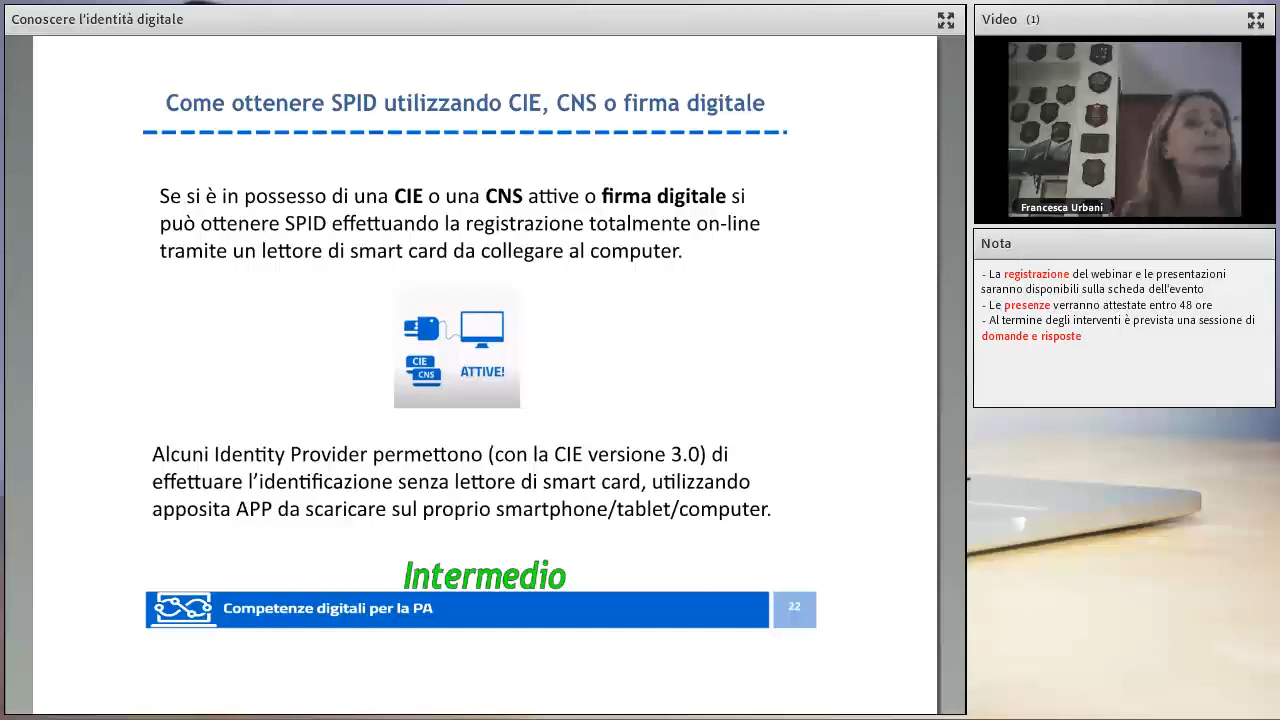 Conoscere l'identità digitale
Come ottenere SPID utilizzando CIE, CNS o firma digitale
Se si è in possesso di una CIE o una CNS attive o firma digitale si
può ottenere SPID effettuando la registrazione totalmente on-line
tramite un lettore di smart card da collegare al computer.
CIE
CNS
ATTIVE!
Alcuni Identity Provider permettono (con la CIE versione 3.0) di
effettuare l’identificazione senza lettore di smart card, utilizzando
apposita APP da scaricare sul proprio smartphone/tablet/computer.
Intermedio
Competenze digitali per la PA
22
Video (1)
Francesca Urbani
Nota
- La registrazione del webinar e le presentazioni
saranno disponibili sulla scheda dell'evento
- Le presenze verranno attestate entro 48 ore
- Al termine degli interventi è prevista una sessione di
domande e risposte